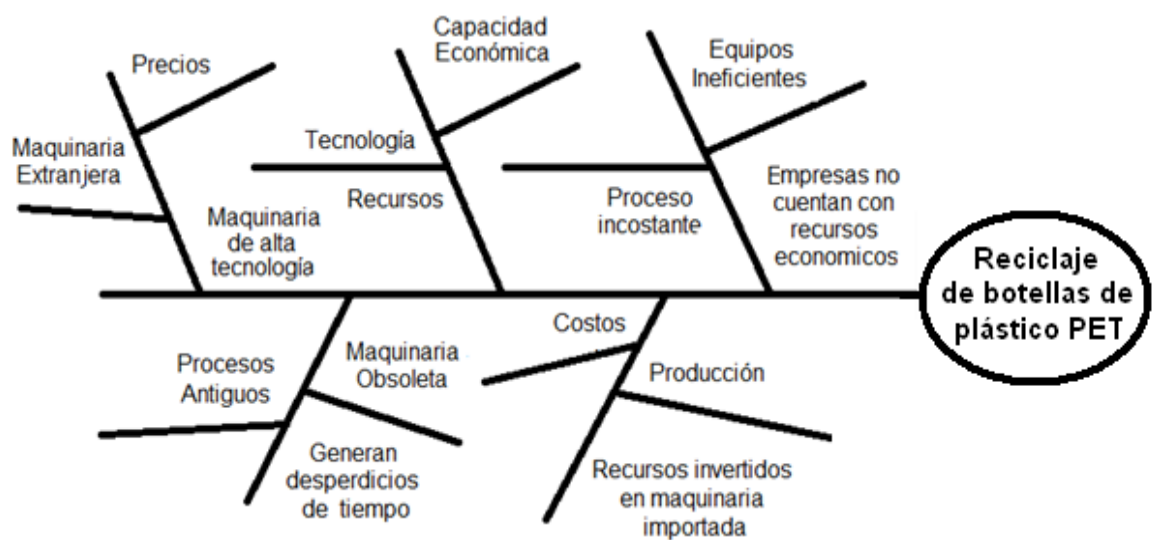 Precios
Maquinaria
Extranjera
Maquinaria
de alta
tecnología
Capacidad
Económica
Tecnología
Recursos
Equipos
Ineficientes
Proceso
incostante
Empresas no
cuentan con
recursos
economicos
Reciclaje
de botellas de
plástico PET
Procesos
Antiguos
Maquinaria
Obsoleta
Generan
desperdicios
de tiempo
Costos
Producción
Recursos invertidos
en maquinaria
importada